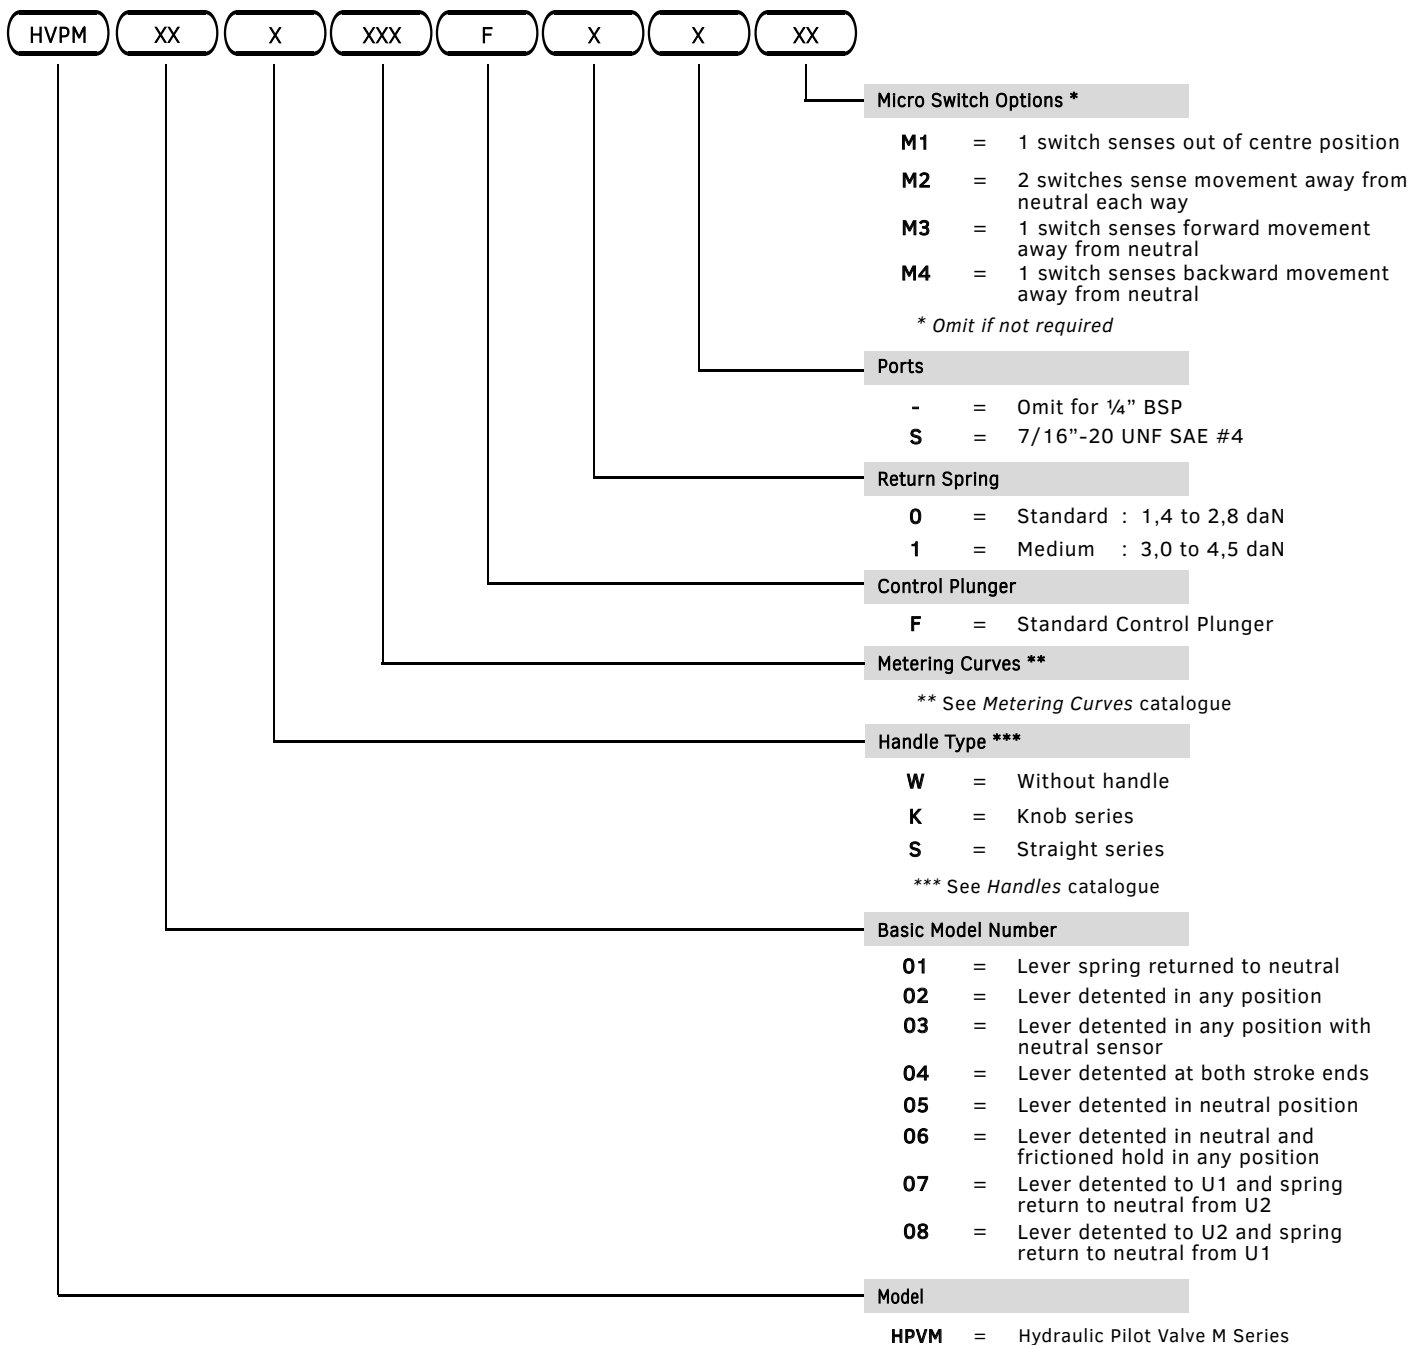 HVPM XX X XXX F X X XX
Micro Switch Options *
M1 = 1 switch senses out of centre position
M2 = 2 switches sense movement away from
neutral each way
M3 = 1 switch senses forward movement
away from neutral
M4 = 1 switch senses backward movement
away from neutral
* Omit if not required
Ports
- = Omit for ¼” BSP
S = 7/16”-20 UNF SAE #4
Return Spring
0 = Standard : 1,4 to 2,8 daN
1 = Medium : 3,0 to 4,5 daN
Control Plunger
F = Standard Control Plunger
Metering Curves **
** See Metering Curves catalogue
Handle Type ***
W = Without handle
K = Knob series
S = Straight series
*** See Handles catalogue
Basic Model Number
01 = Lever spring returned to neutral
02 = Lever detented in any position
03 = Lever detented in any position with
neutral sensor
04 = Lever detented at both stroke ends
05 = Lever detented in neutral position
06 = Lever detented in neutral and
frictioned hold in any position
07 = Lever detented to U1 and spring
return to neutral from U2
08 = Lever detented to U2 and spring
return to neutral from U1
Model
HPVM = Hydraulic Pilot Valve M Series